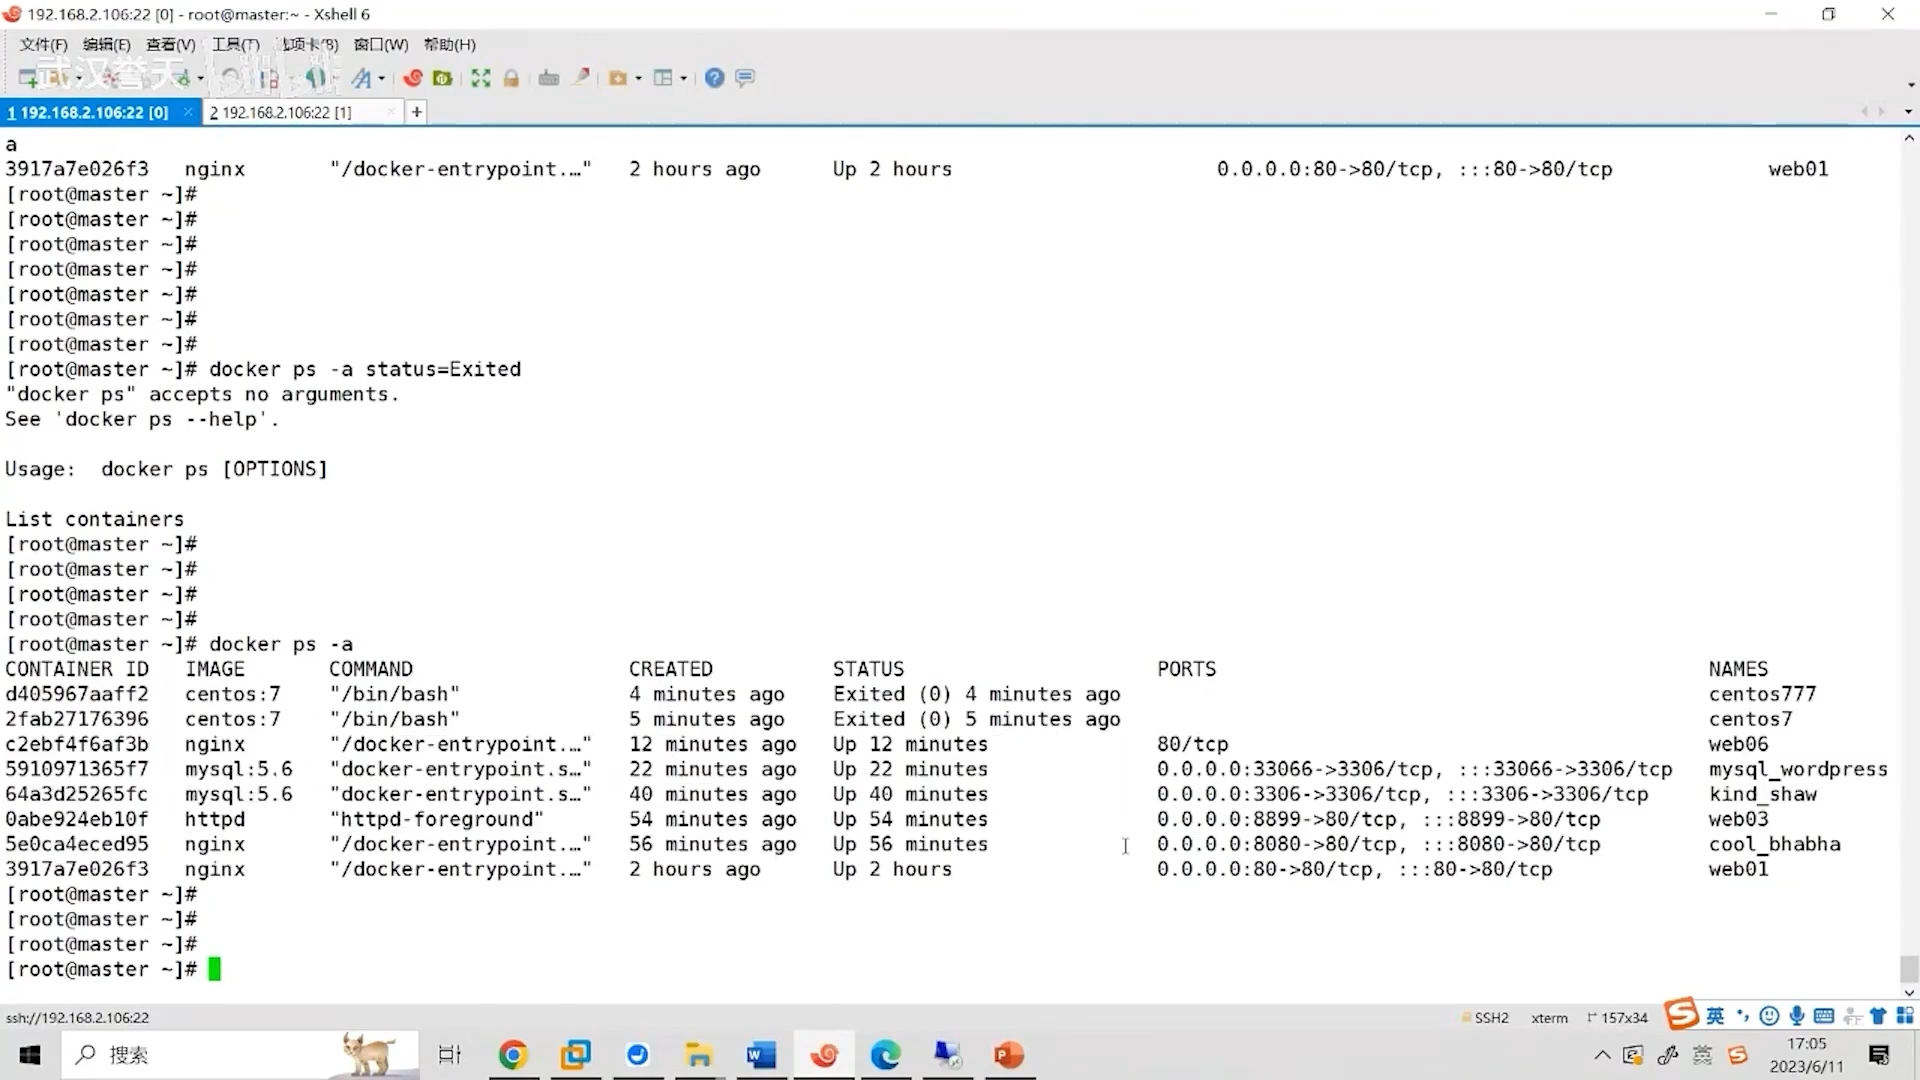 192.168.2.106:22 [0] - root@master:~ - Xshell 6
文件(F) 编辑(E) 查看(V) 工具(T) 选项卡(B) 窗口(W) 帮助(H)
武汉誉天 bilibili
1 192.168.2.106:22 [0] × 2 192.168.2.106:22 [1] × +
a
3917a7e026f3 nginx "/docker-entrypoint.…" 2 hours ago Up 2 hours 0.0.0.0:80->80/tcp, :::80->80/tcp web01
[root@master ~]#
[root@master ~]#
[root@master ~]#
[root@master ~]#
[root@master ~]#
[root@master ~]#
[root@master ~]#
[root@master ~]# docker ps -a status=Exited
"docker ps" accepts no arguments.
See 'docker ps --help'.
Usage:  docker ps [OPTIONS]
List containers
[root@master ~]#
[root@master ~]#
[root@master ~]#
[root@master ~]#
[root@master ~]# docker ps -a
CONTAINER ID IMAGE COMMAND CREATED STATUS PORTS NAMES
d405967aaff2 centos:7 "/bin/bash" 4 minutes ago Exited (0) 4 minutes ago centos777
2fab27176396 centos:7 "/bin/bash" 5 minutes ago Exited (0) 5 minutes ago centos7
c2ebf4f6af3b nginx "/docker-entrypoint.…" 12 minutes ago Up 12 minutes 80/tcp web06
5910971365f7 mysql:5.6 "docker-entrypoint.s…" 22 minutes ago Up 22 minutes 0.0.0.0:33066->3306/tcp, :::33066->3306/tcp mysql_wordpress
64a3d25265fc mysql:5.6 "docker-entrypoint.s…" 40 minutes ago Up 40 minutes 0.0.0.0:3306->3306/tcp, :::3306->3306/tcp kind_shaw
0abe924eb10f httpd "httpd-foreground" 54 minutes ago Up 54 minutes 0.0.0.0:8899->80/tcp, :::8899->80/tcp web03
5e0ca4eced95 nginx "/docker-entrypoint.…" 56 minutes ago Up 56 minutes 0.0.0.0:8080->80/tcp, :::8080->80/tcp cool_bhabha
3917a7e026f3 nginx "/docker-entrypoint.…" 2 hours ago Up 2 hours 0.0.0.0:80->80/tcp, :::80->80/tcp web01
[root@master ~]#
[root@master ~]#
[root@master ~]#
[root@master ~]#
ssh://192.168.2.106:22 SSH2 xterm 157x34 英
搜索 17:05
2023/6/11